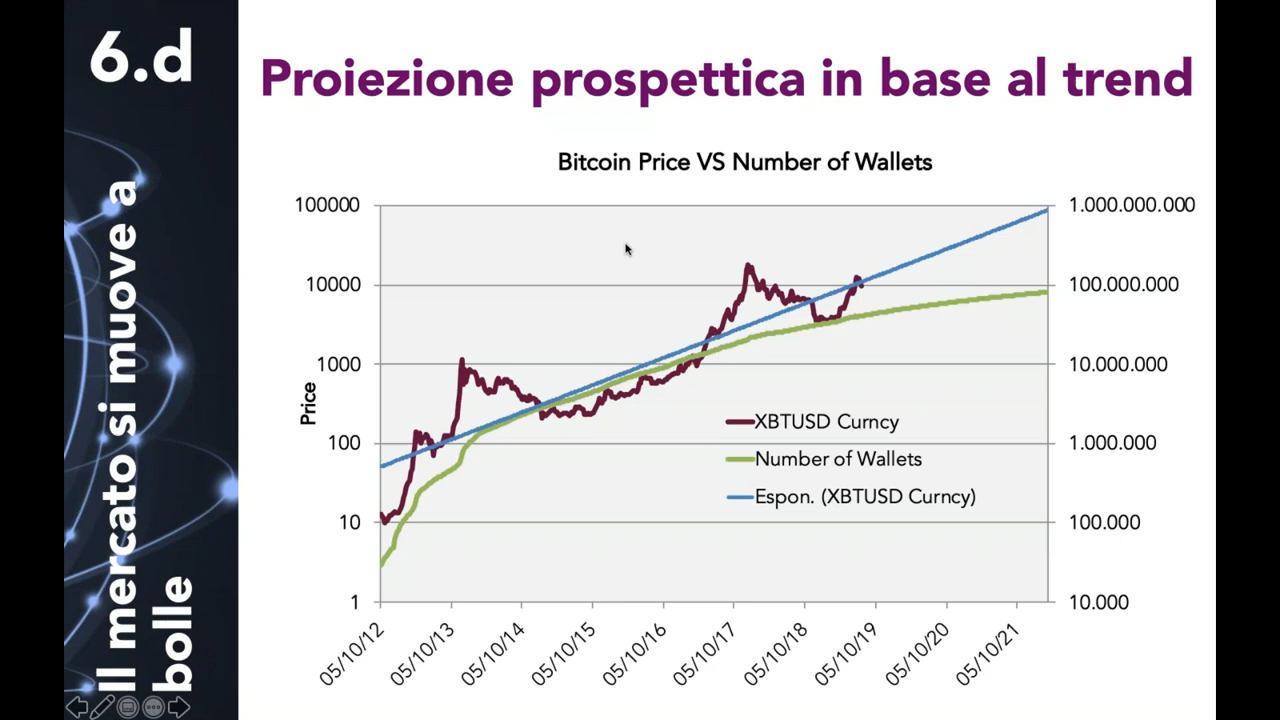 6.d
Il mercato si muove a
bolle
Proiezione prospettica in base al trend
Bitcoin Price VS Number of Wallets
100000
10000
1000
100
10
1
Price
1.000.000.000
100.000.000
10.000.000
1.000.000
100.000
10.000
XBTUSD Curncy
Number of Wallets
Espon. (XBTUSD Curncy)
05/10/12
05/10/13
05/10/14
05/10/15
05/10/16
05/10/17
05/10/18
05/10/19
05/10/20
05/10/21